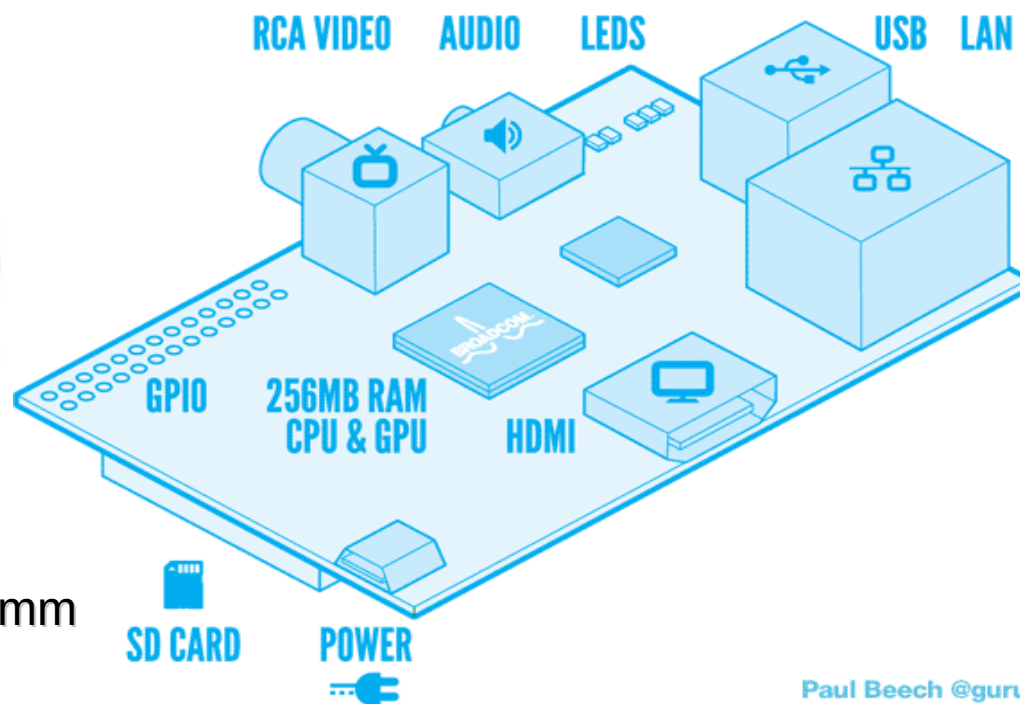 RCA VIDEO AUDIO LEDS USB LAN
BROADCOM
GPIO 256MB RAM
CPU & GPU HDMI
mm
SD CARD POWER
Paul Beech @guru